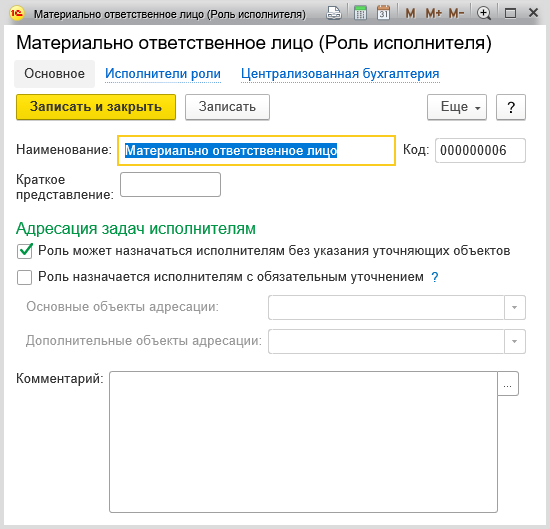 1С Материально ответственное лицо (Роль исполнителя) 31 M M+ M-
Материально ответственное лицо (Роль исполнителя)
Основное Исполнители роли Централизованная бухгалтерия
Записать и закрыть Записать Еще ?
Наименование: Материально ответственное лицо Код: 000000006
Краткое
представление:
Адресация задач исполнителям
Роль может назначаться исполнителям без указания уточняющих объектов
Роль назначается исполнителям с обязательным уточнением ?
Основные объекты адресации:
Дополнительные объекты адресации:
Комментарий: ...